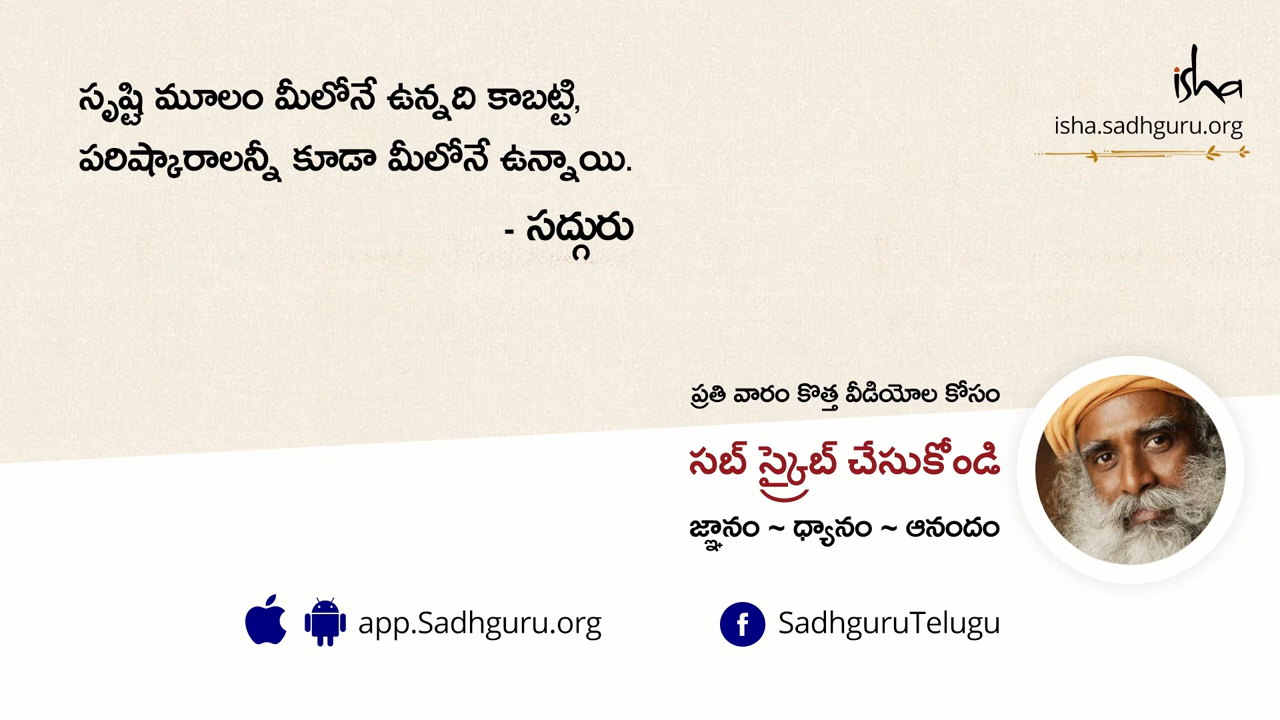 సృష్టి మూలం మీలోనే ఉన్నది కాబట్టి,
పరిష్కారాలన్నీ కూడా మీలోనే ఉన్నాయి.
- సద్గురు
isha
isha.sadhguru.org
ప్రతి వారం కొత్త వీడియోల కోసం
సబ్ స్క్రైబ్ చేసుకోండి
జ్ఞానం ~ ధ్యానం ~ ఆనందం
app.Sadhguru.org
f SadhguruTelugu